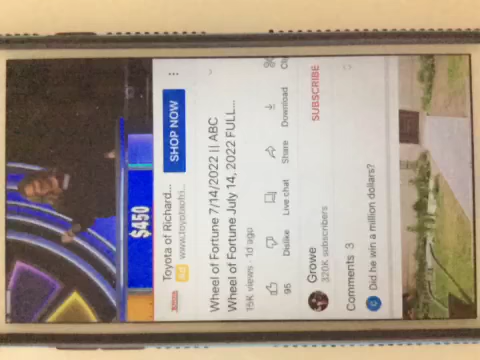 $450
Toyota of Richard...
Ad www.toyotaofri...
SHOP NOW
Wheel of Fortune 7/14/2022 || ABC
Wheel of Fortune July 14, 2022 FULL...
15K views · 1d ago
95
Dislike
Live chat
Share
Download
Cli
Growe
320K subscribers
SUBSCRIBE
Comments 3
Did he win a million dollars?